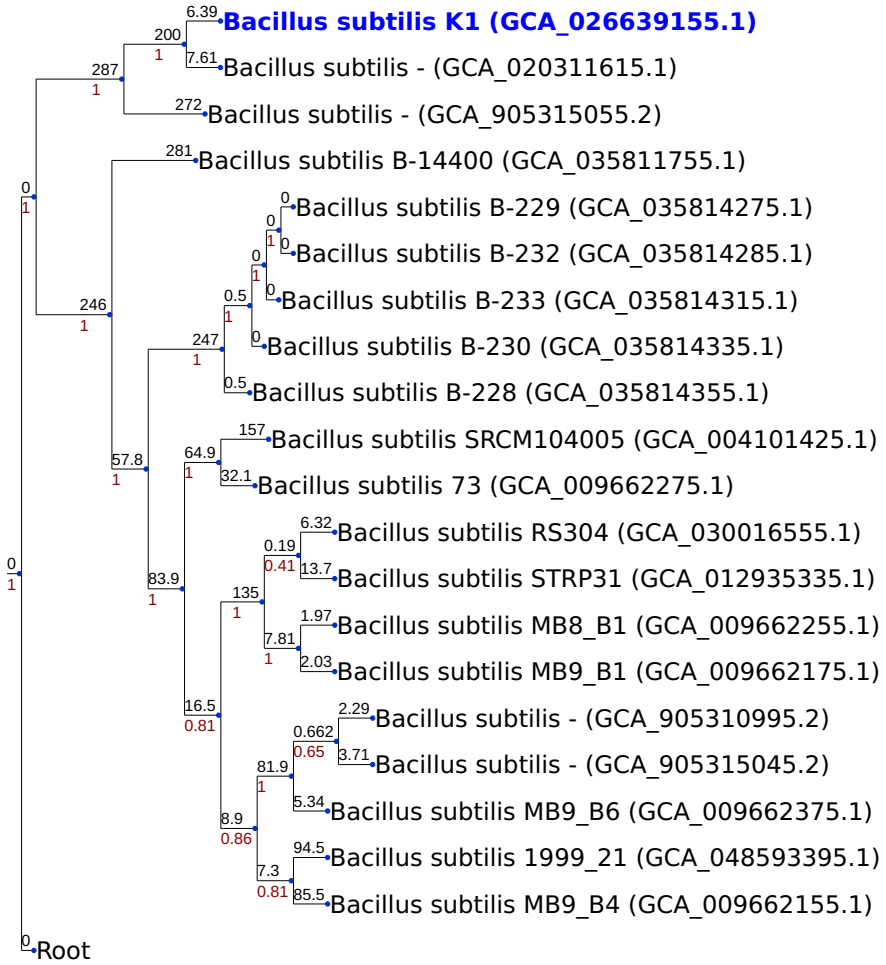 6.39
Bacillus subtilis K1 (GCA_026639155.1)
200
1
7.61
Bacillus subtilis - (GCA_020311615.1)
287
1
272
Bacillus subtilis - (GCA_905315055.2)
281
Bacillus subtilis B-14400 (GCA_035811755.1)
0
1
0
Bacillus subtilis B-229 (GCA_035814275.1)
0
1
0
Bacillus subtilis B-232 (GCA_035814285.1)
0
1
0
Bacillus subtilis B-233 (GCA_035814315.1)
246
1
0.5
1
0
Bacillus subtilis B-230 (GCA_035814335.1)
247
1
0.5
Bacillus subtilis B-228 (GCA_035814355.1)
157
Bacillus subtilis SRCM104005 (GCA_004101425.1)
57.8
1
64.9
1
32.1
Bacillus subtilis 73 (GCA_009662275.1)
6.32
Bacillus subtilis RS304 (GCA_030016555.1)
0.19
0.41
0
1
83.9
1
13.7
Bacillus subtilis STRP31 (GCA_012935335.1)
135
1
1.97
Bacillus subtilis MB8_B1 (GCA_009662255.1)
7.81
1
2.03
Bacillus subtilis MB9_B1 (GCA_009662175.1)
16.5
0.81
2.29
Bacillus subtilis - (GCA_905310995.2)
0.662
0.65
3.71
Bacillus subtilis - (GCA_905315045.2)
81.9
1
5.34
Bacillus subtilis MB9_B6 (GCA_009662375.1)
8.9
0.86
94.5
Bacillus subtilis 1999_21 (GCA_048593395.1)
7.3
0.81
85.5
Bacillus subtilis MB9_B4 (GCA_009662155.1)
0
Root